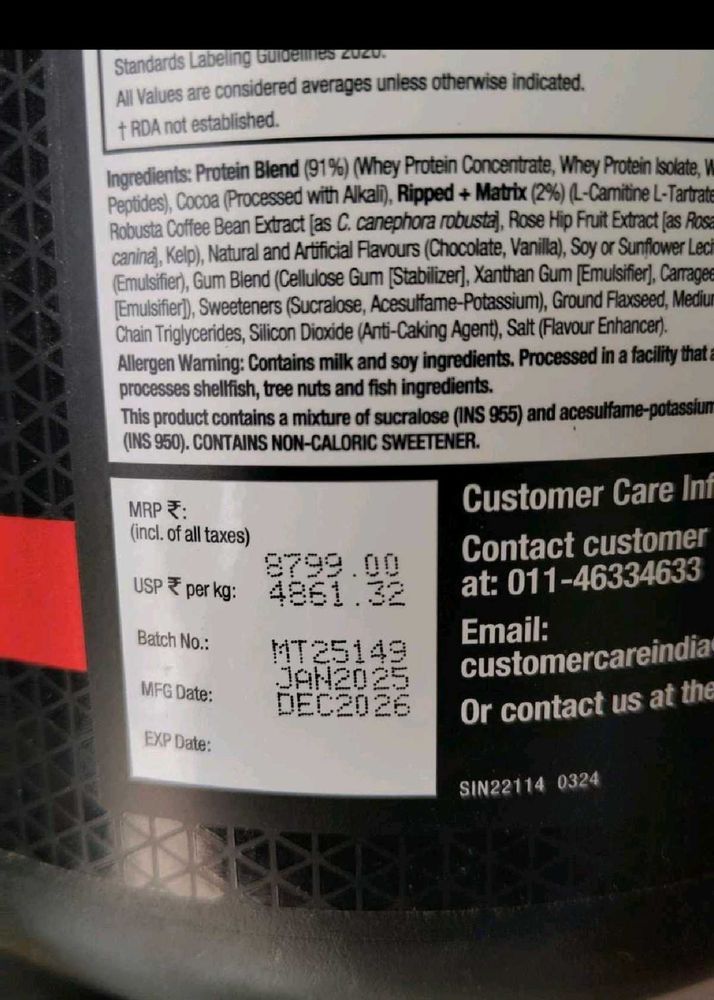 Standards Labeling Guidelines 2020.
All Values are considered averages unless otherwise indicated.
† RDA not established.
Ingredients: Protein Blend (91%) (Whey Protein Concentrate, Whey Protein Isolate, W
Peptides), Cocoa (Processed with Alkali), Ripped + Matrix (2%) (L-Carnitine L-Tartrate
Robusta Coffee Bean Extract [as C. canephora robusta], Rose Hip Fruit Extract [as Rosa
canina], Kelp), Natural and Artificial Flavours (Chocolate, Vanilla), Soy or Sunflower Leci
(Emulsifier), Gum Blend (Cellulose Gum [Stabilizer], Xanthan Gum [Emulsifier], Carragee
[Emulsifier]), Sweeteners (Sucralose, Acesulfame-Potassium), Ground Flaxseed, Mediu
Chain Triglycerides, Silicon Dioxide (Anti-Caking Agent), Salt (Flavour Enhancer).
Allergen Warning: Contains milk and soy ingredients. Processed in a facility that a
processes shellfish, tree nuts and fish ingredients.
This product contains a mixture of sucralose (INS 955) and acesulfame-potassium
(INS 950). CONTAINS NON-CALORIC SWEETENER.
MRP ₹:
(incl. of all taxes)
8799.00
USP ₹ per kg: 4861.32
Batch No.: MT25149
JAN2025
MFG Date: DEC2026
EXP Date:
Customer Care Inf
Contact customer
at: 011-46334633
Email:
customercareindia
Or contact us at the
SIN22114 0324